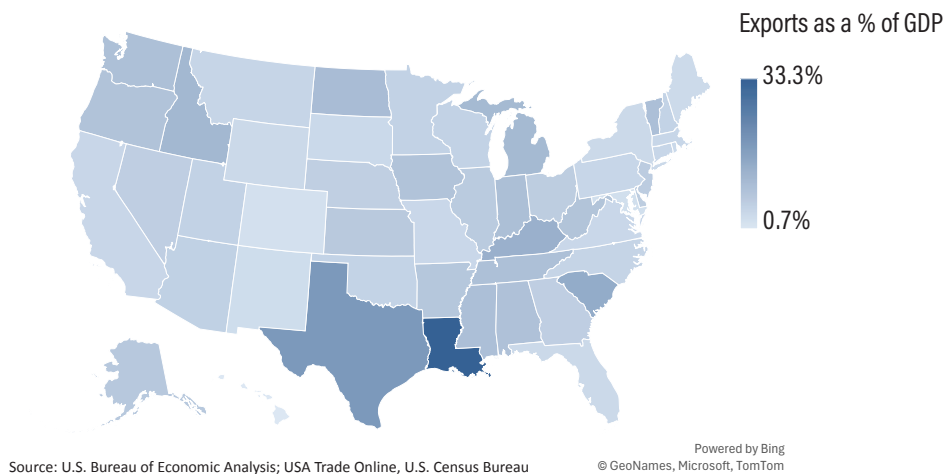 Exports as a % of GDP
33.3%
0.7%
Powered by Bing
© GeoNames, Microsoft, TomTom
Source: U.S. Bureau of Economic Analysis; USA Trade Online, U.S. Census Bureau